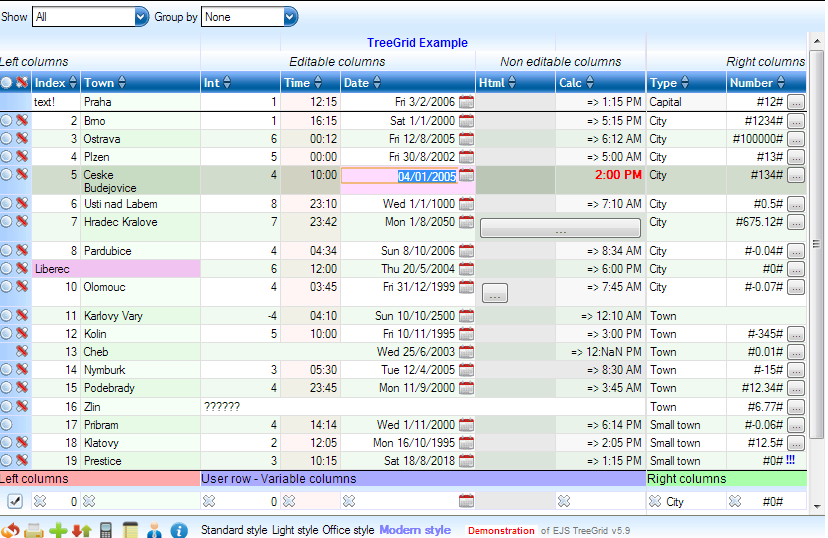 Show All Group by None
TreeGrid Example
Left columns Editable columns Non editable columns Right columns
Index Town Int Time Date Html Calc Type Number
text! Praha 1 12:15 Fri 3/2/2006 => 1:15 PM Capital #12# ...
2 Brno 1 16:15 Sat 1/1/2000 => 5:15 PM City #1234# ...
3 Ostrava 6 00:12 Fri 12/8/2005 => 6:12 AM City #100000# ...
4 Plzen 5 00:00 Fri 30/8/2002 => 5:00 AM City #13# ...
5 Ceske Budejovice 4 10:00 04/01/2005 2:00 PM City #134# ...
6 Usti nad Labem 8 23:10 Wed 1/1/1000 => 7:10 AM City #0.5# ...
7 Hradec Kralove 7 23:42 Mon 1/8/2050 ... City #675.12# ...
8 Pardubice 4 04:34 Sun 8/10/2006 => 8:34 AM City #-0.04# ...
Liberec 6 12:00 Thu 20/5/2004 => 6:00 PM City #0# ...
10 Olomouc 4 03:45 Fri 31/12/1999 ... => 7:45 AM City #-0.07# ...
11 Karlovy Vary -4 04:10 Sun 10/10/2500 => 12:10 AM Town
12 Kolin 5 10:00 Fri 10/11/1995 => 3:00 PM Town #-345# ...
13 Cheb Wed 25/6/2003 => 12:NaN PM Town #0.01# ...
14 Nymburk 3 05:30 Tue 12/4/2005 => 8:30 AM Town #-15# ...
15 Podebrady 4 23:45 Mon 11/9/2000 => 3:45 AM Town #12.34# ...
16 Zlin ?????? Town #6.77# ...
17 Pribram 4 14:14 Wed 1/11/2000 => 6:14 PM Small town #-0.06# ...
18 Klatovy 2 12:05 Mon 16/10/1995 => 2:05 PM Small town #12.5# ...
19 Prestice 3 10:15 Sat 18/8/2018 => 1:15 PM Small town #0# !!!
Left columns User row - Variable columns Right columns
0 0 City #0#
Standard style Light style Office style Modern style Demonstration of EJS TreeGrid v5.9